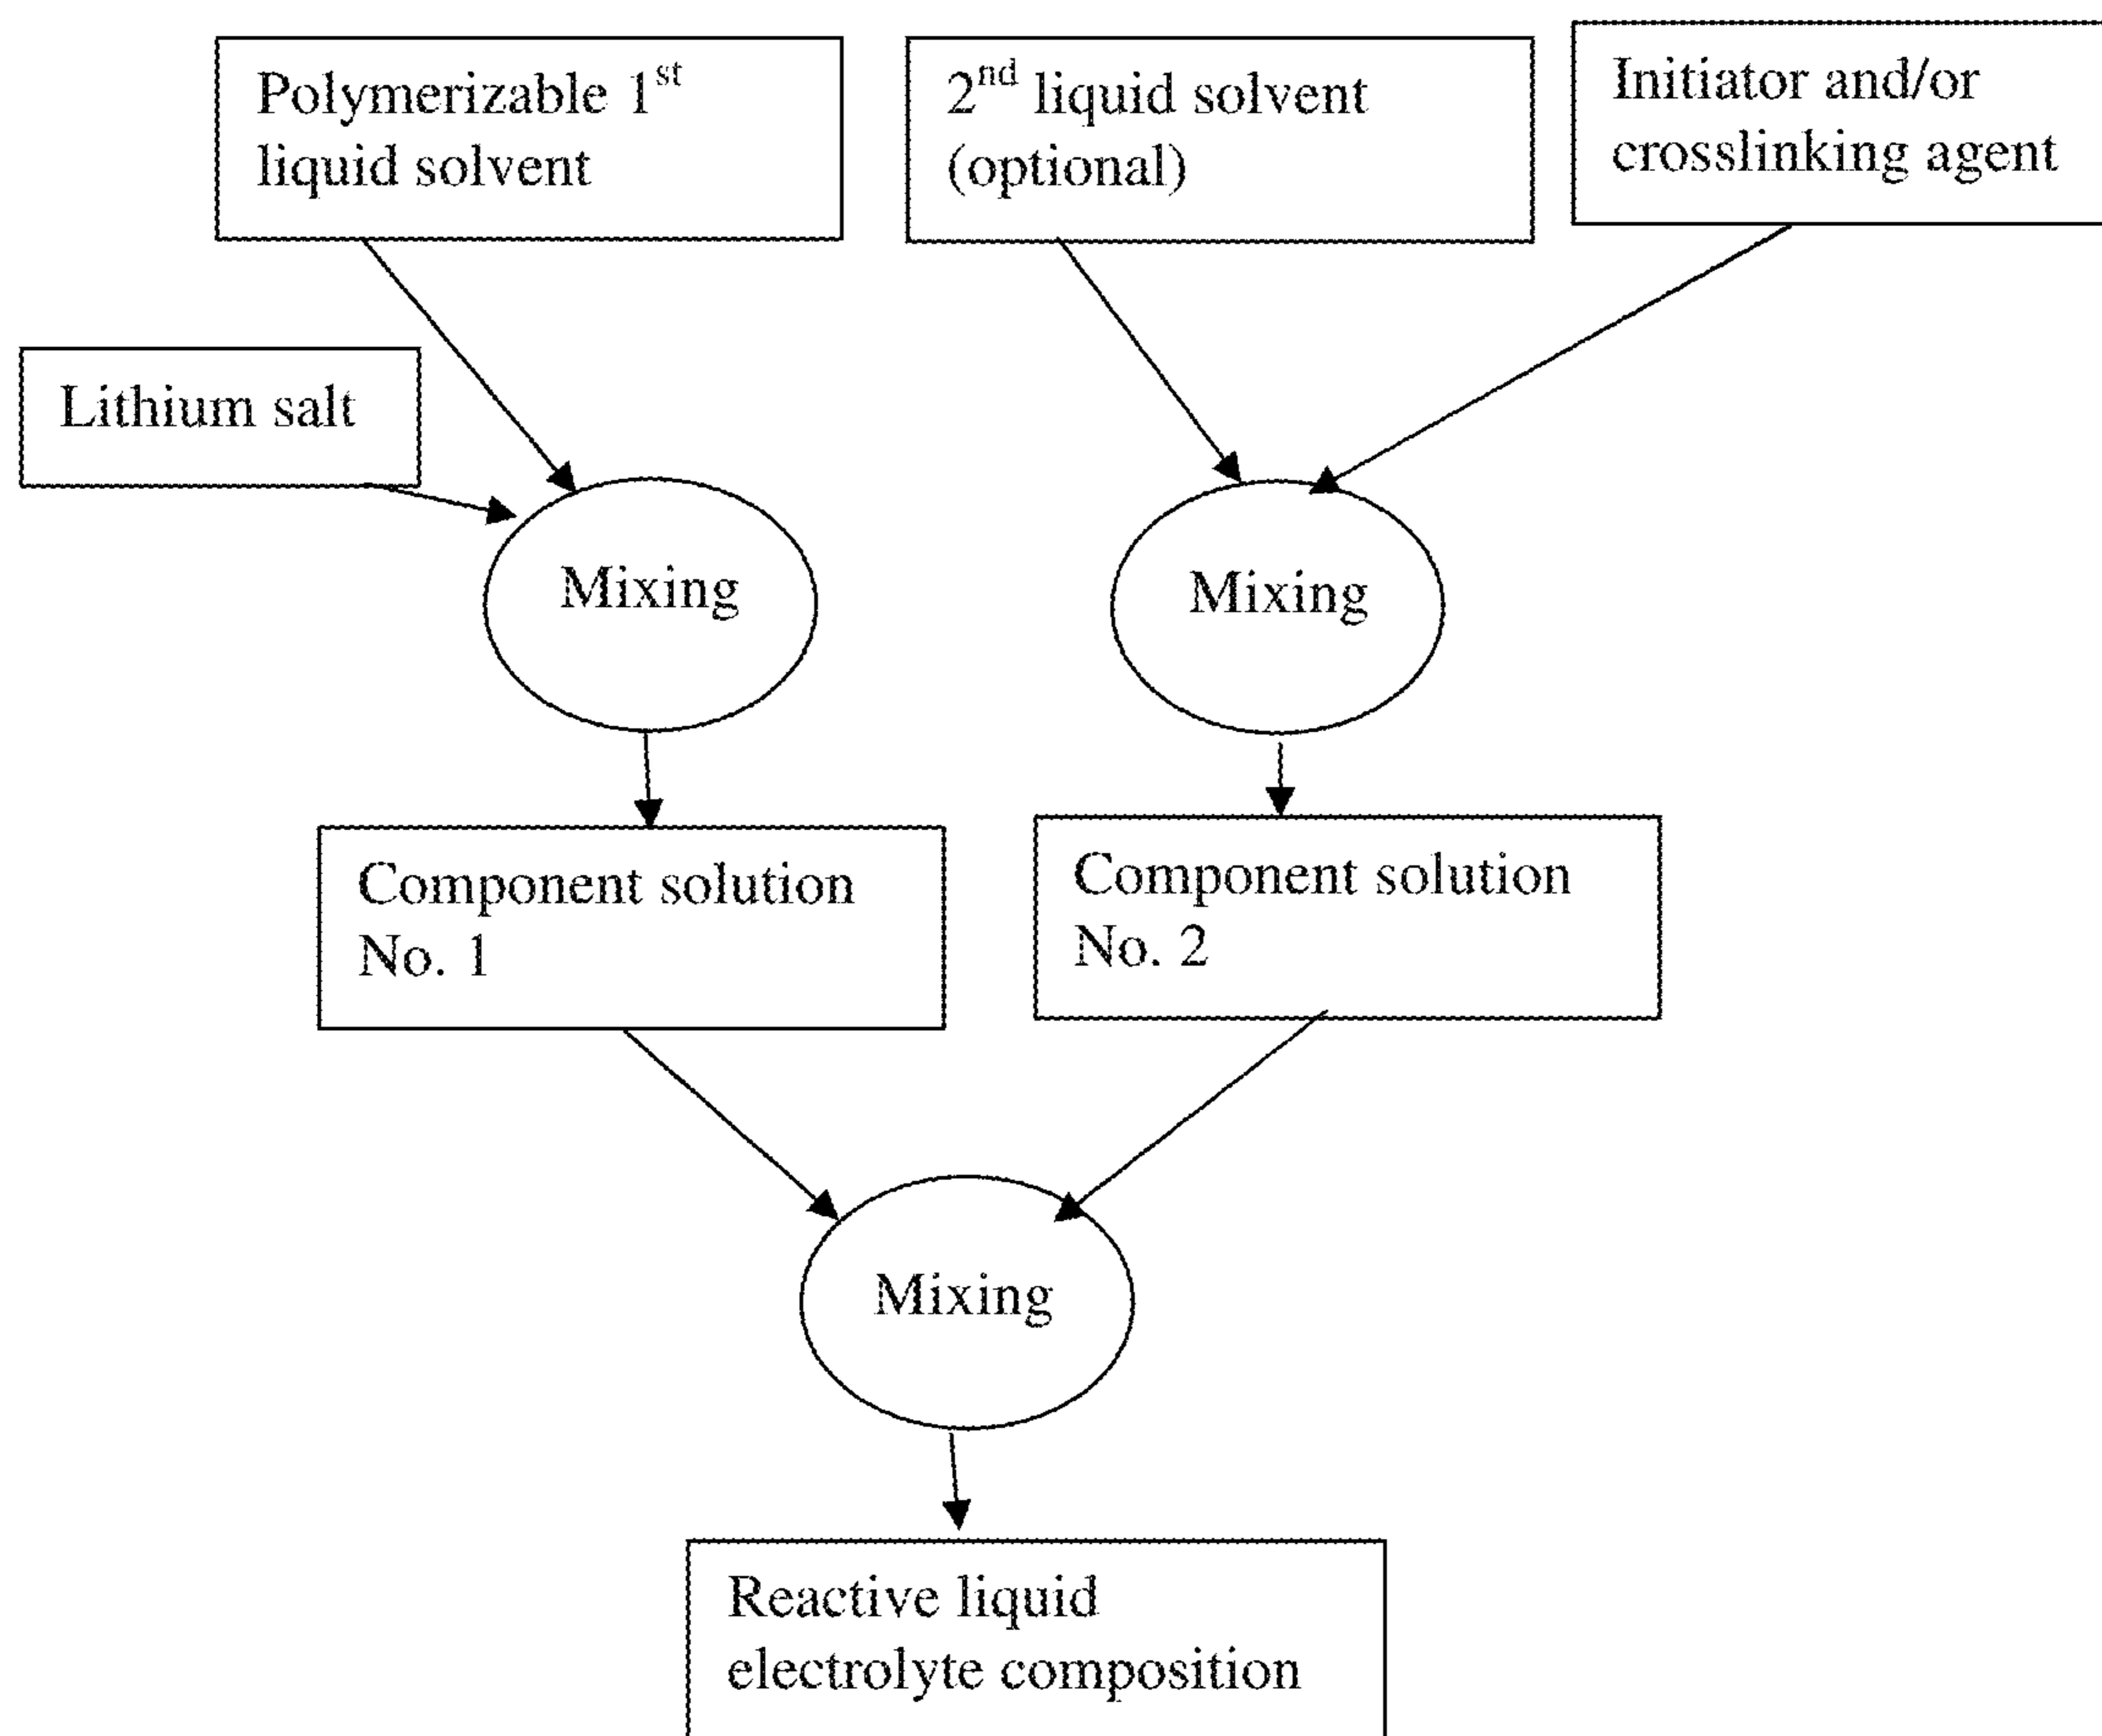 Polymerizable 1st
liquid solvent
2nd liquid solvent
(optional)
Initiator and/or
crosslinking agent
Lithium salt
Mixing
Mixing
Component solution
No. 1
Component solution
No. 2
Mixing
Reactive liquid
electrolyte composition